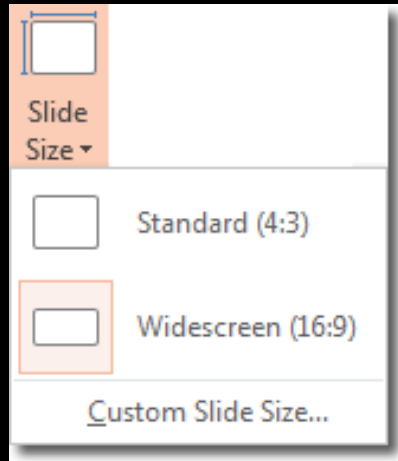 Slide
Size
Standard (4:3)
Widescreen (16:9)
Custom Slide Size...